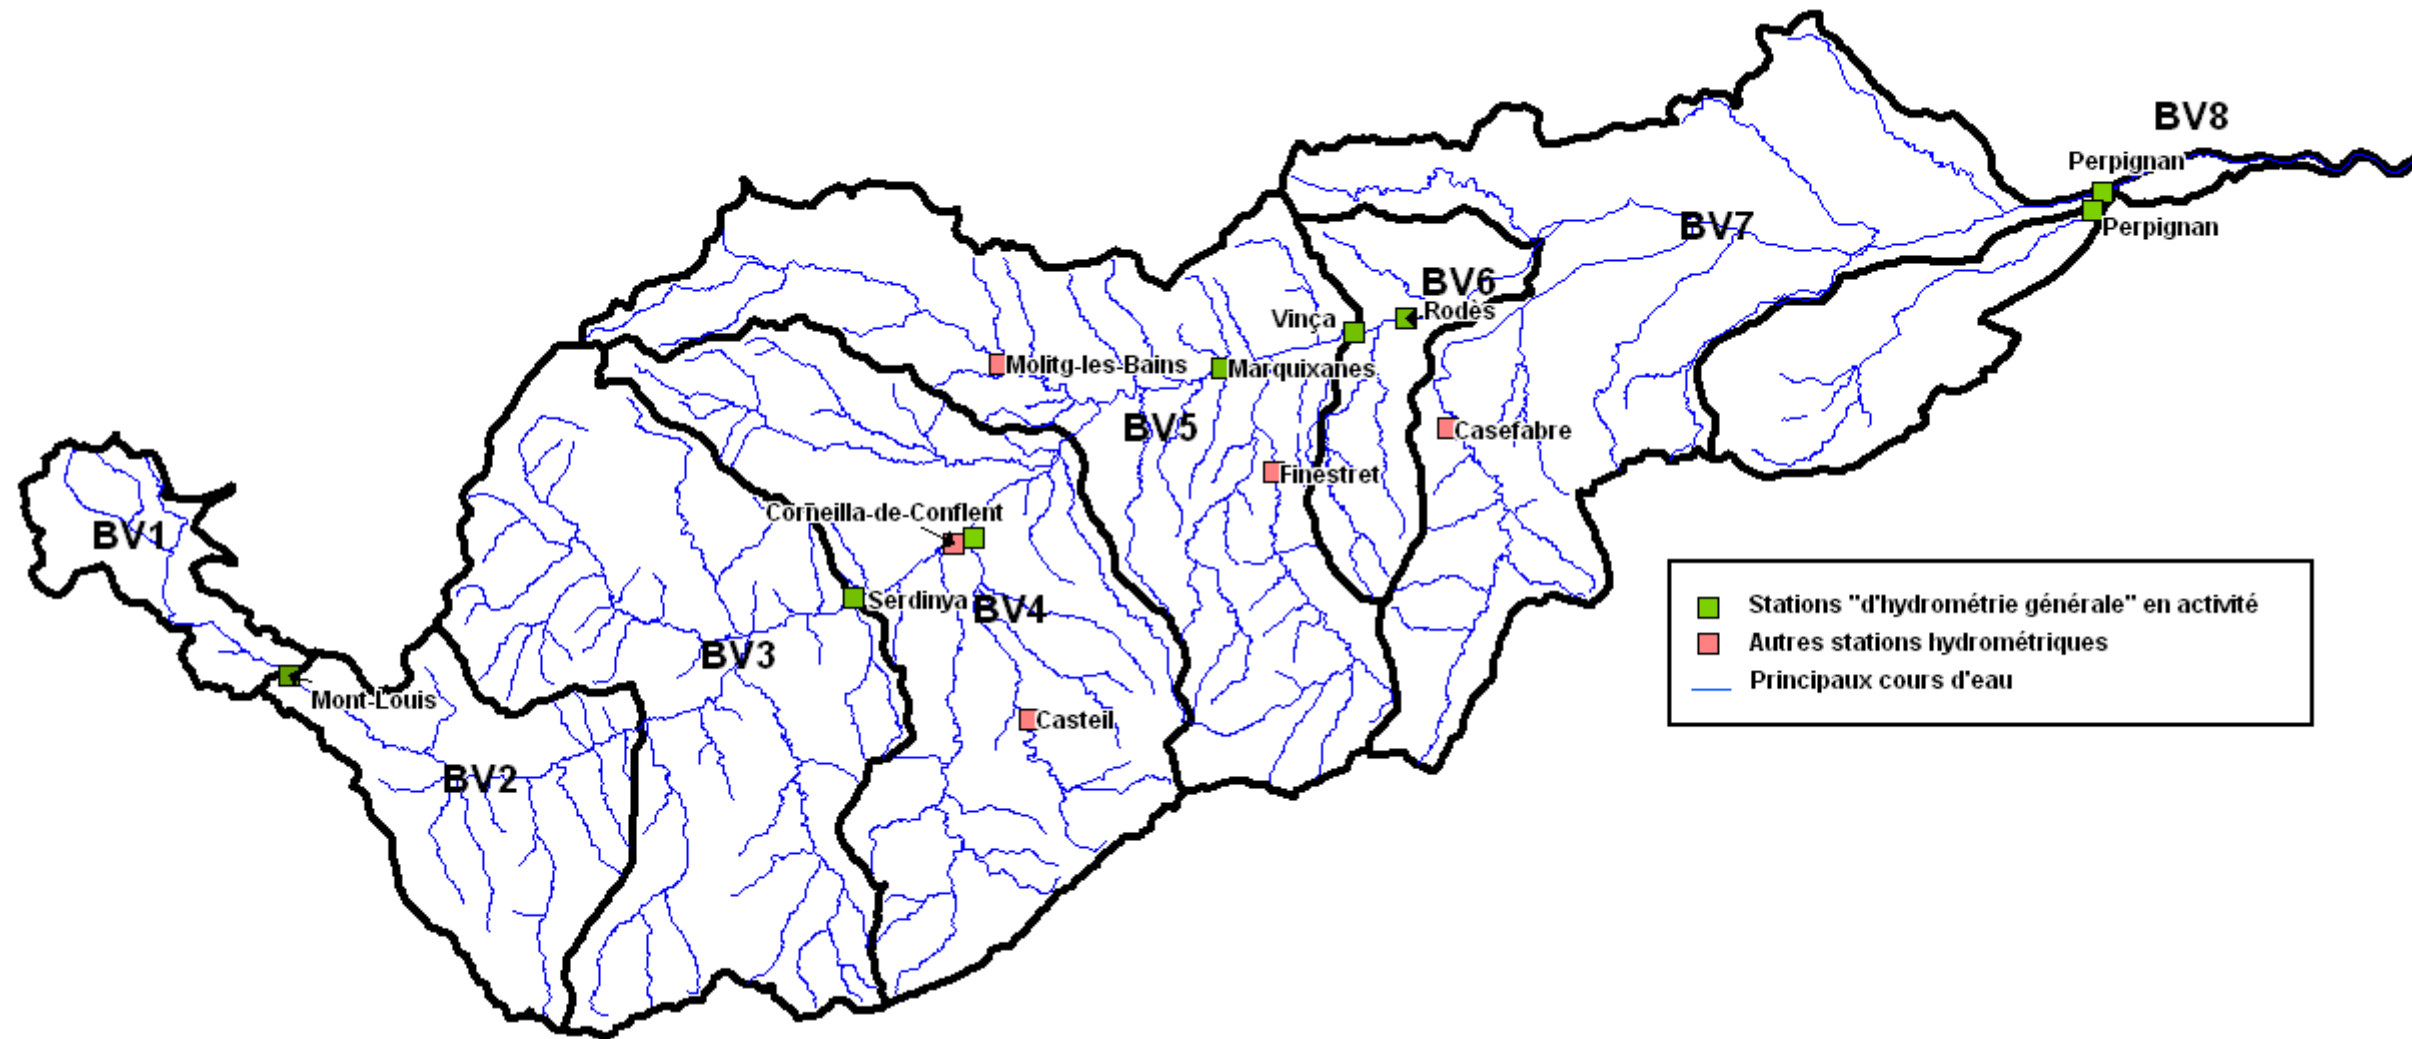 BV8
Perpignan
Perpignan
BV7
BV6
Rodès
Vinça
Molitg-les-Bains
Marquixanes
BV5
Casefabre
Finestret
Corneilla-de-Conflent
BV1
Serdinya
BV4
BV3
Mont-Louis
Casteil
BV2
Stations "d'hydrométrie générale" en activité
Autres stations hydrométriques
Principaux cours d'eau